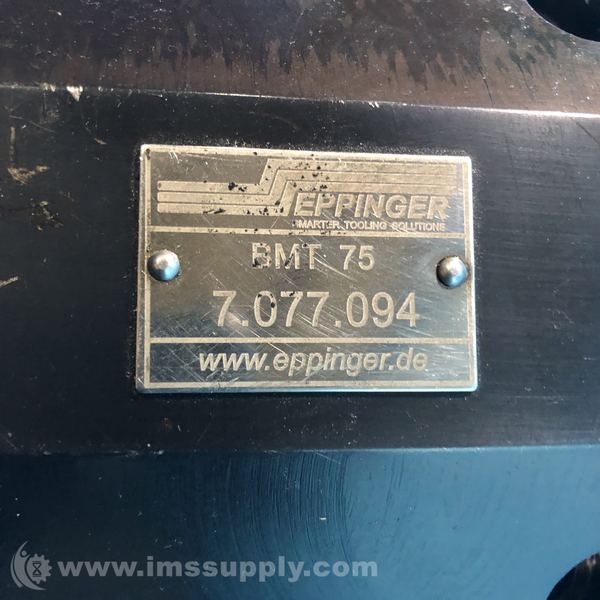 EPPINGER
SMARTER TOOLING SOLUTIONS
BMT 75
7.077.094
www.eppinger.de
www.imssupply.com